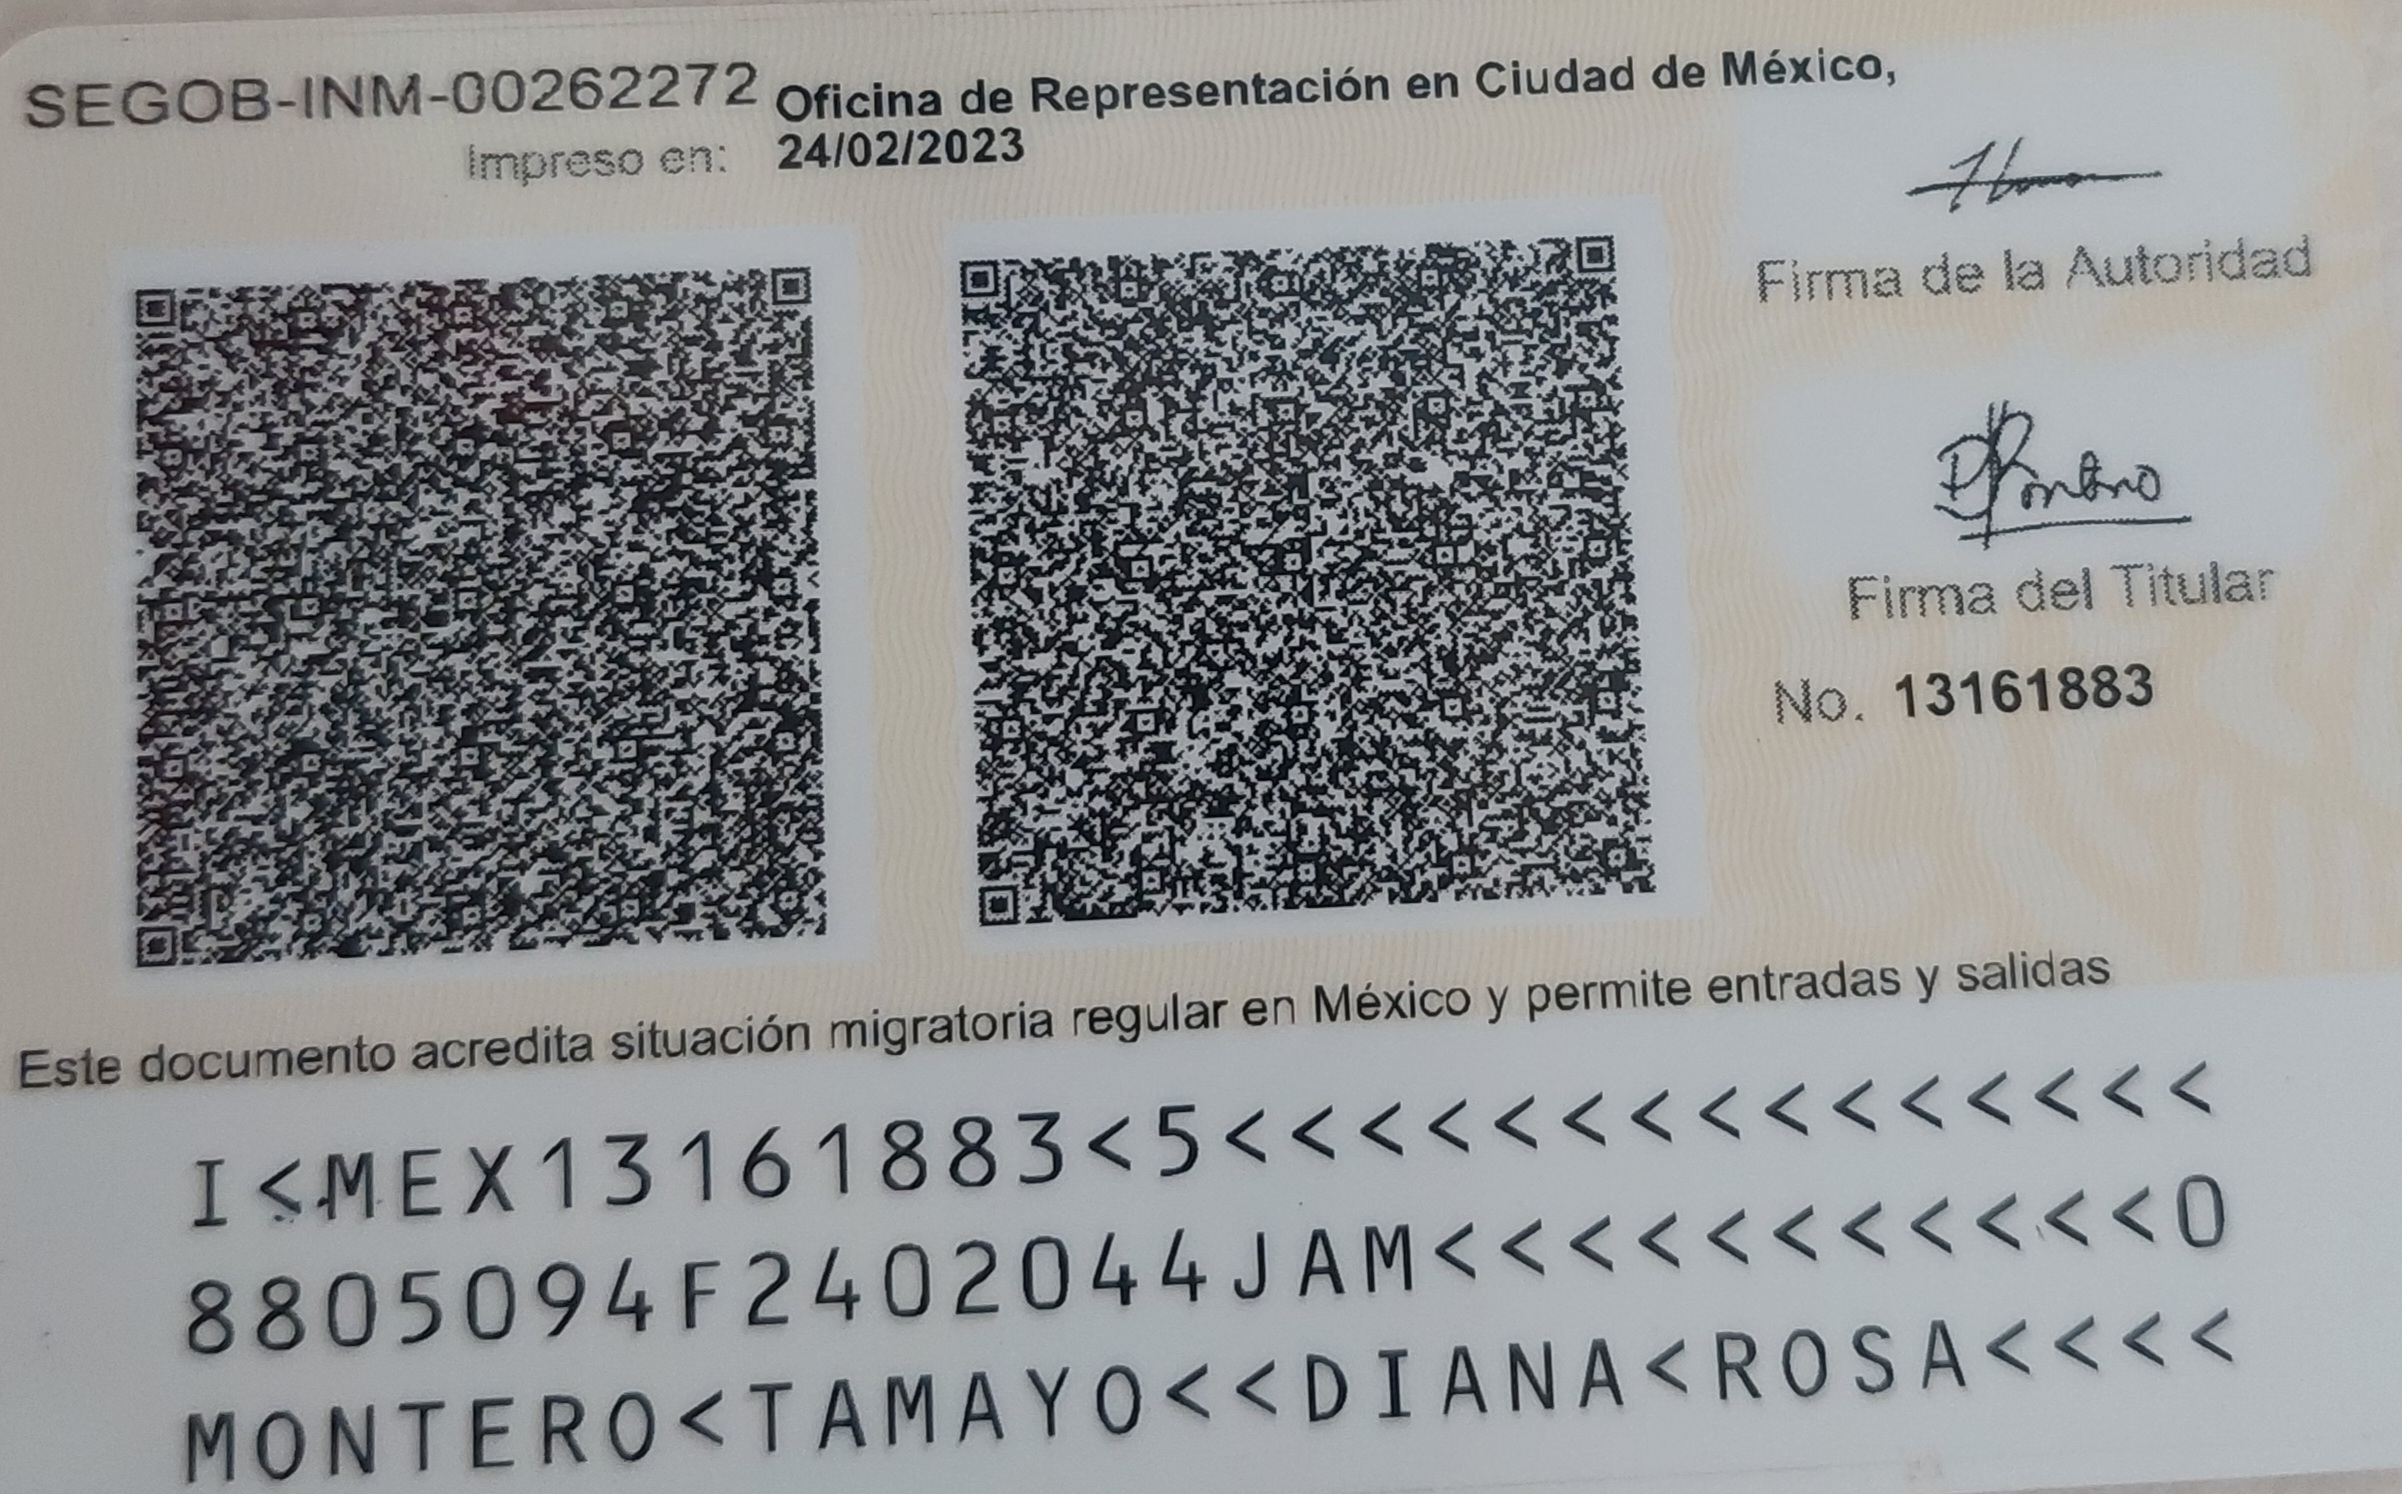 SEGOB-INM-00262272 Oficina de Representación en Ciudad de México,
Impreso en: 24/02/2023
Firma de la Autoridad
Firma del Titular
No. 13161883
Este documento acredita situación migratoria regular en México y permite entradas y salidas
I<MEX13161883<5<<<<<<<<<<<<<<<
8805094F2402044JAM<<<<<<<<<<<0
MONTERO<TAMAYO<<DIANA<ROSA<<<<